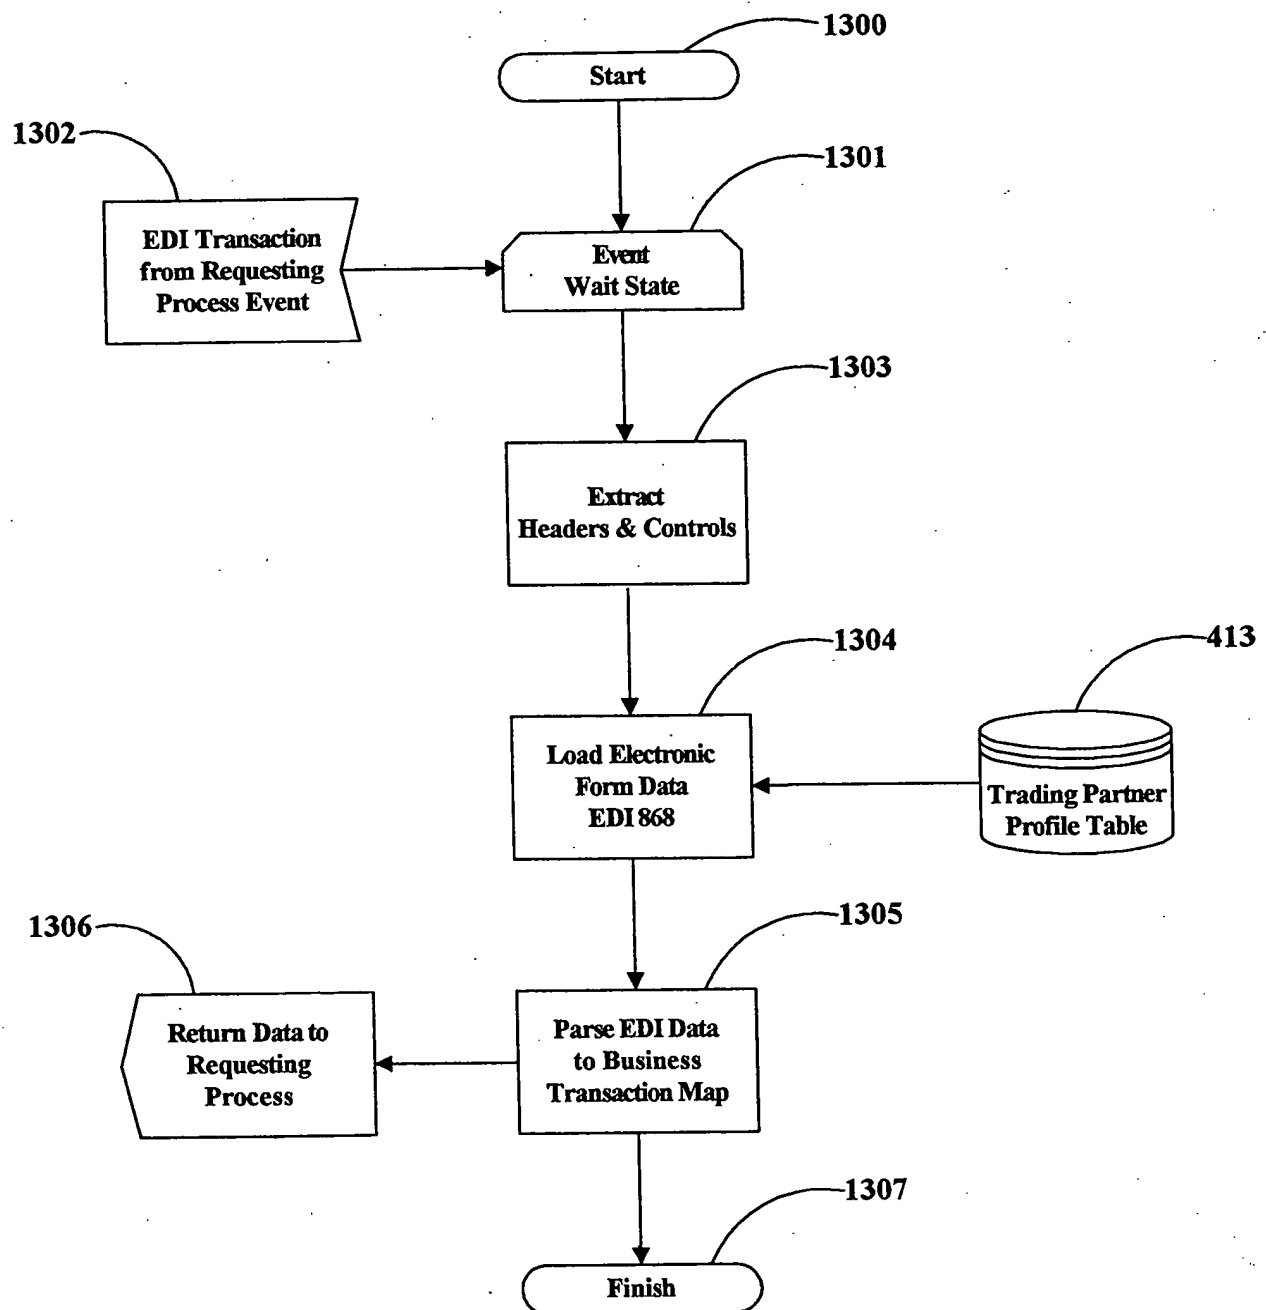 1300
Start
1302
1301
EDI Transaction
from Requesting
Process Event
Event
Wait State
1303
Extract
Headers & Controls
1304
413
Load Electronic
Form Data
EDI 868
Trading Partner
Profile Table
1306
1305
Return Data to
Requesting
Process
Parse EDI Data
to Business
Transaction Map
1307
Finish